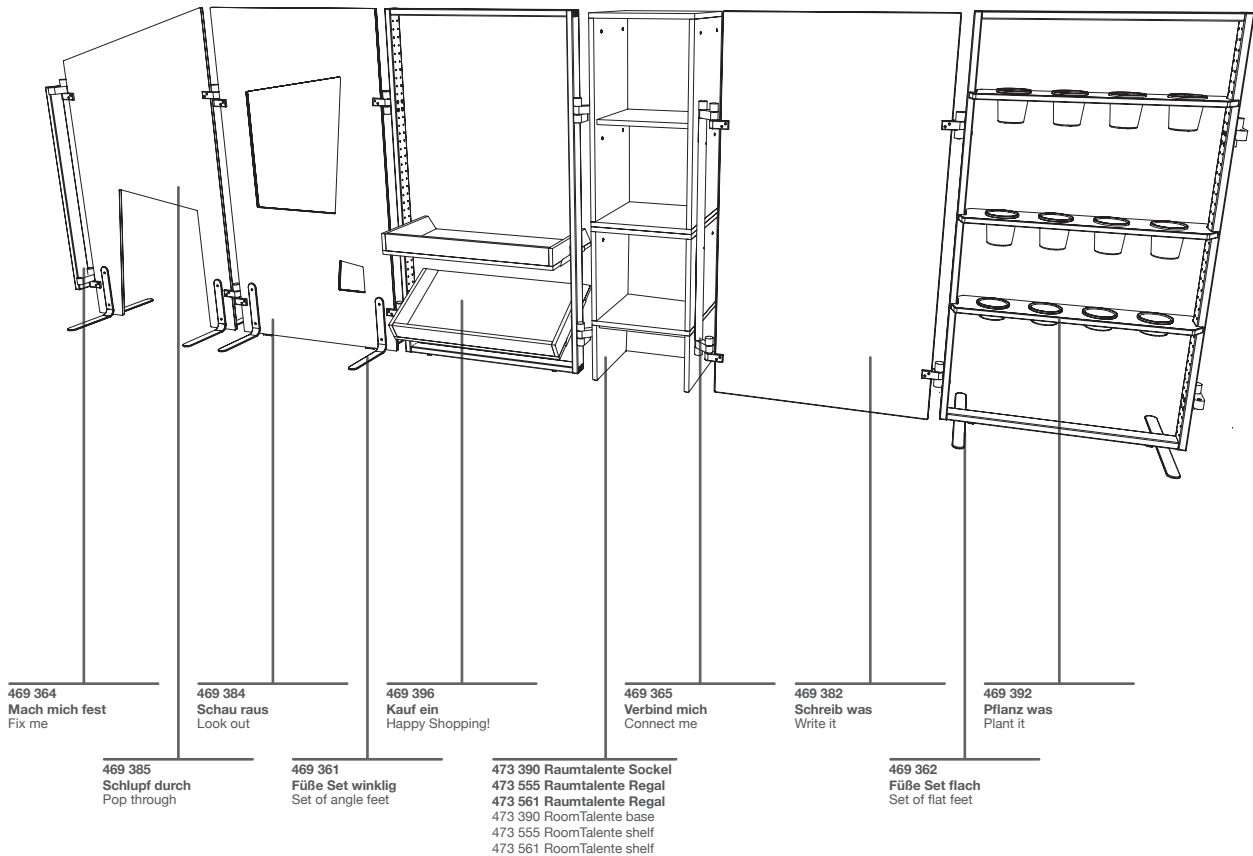 469 364
Mach mich fest
Fix me
469 384
Schau raus
Look out
469 396
Kauf ein
Happy Shopping!
469 365
Verbind mich
Connect me
469 382
Schreib was
Write it
469 392
Pflanz was
Plant it
469 385
Schlupf durch
Pop through
469 361
Füße Set winklig
Set of angle feet
473 390 Raumtalente Sockel
473 555 Raumtalente Regal
473 561 Raumtalente Regal
473 390 RoomTalente base
473 555 RoomTalente shelf
473 561 RoomTalente shelf
469 362
Füße Set flach
Set of flat feet